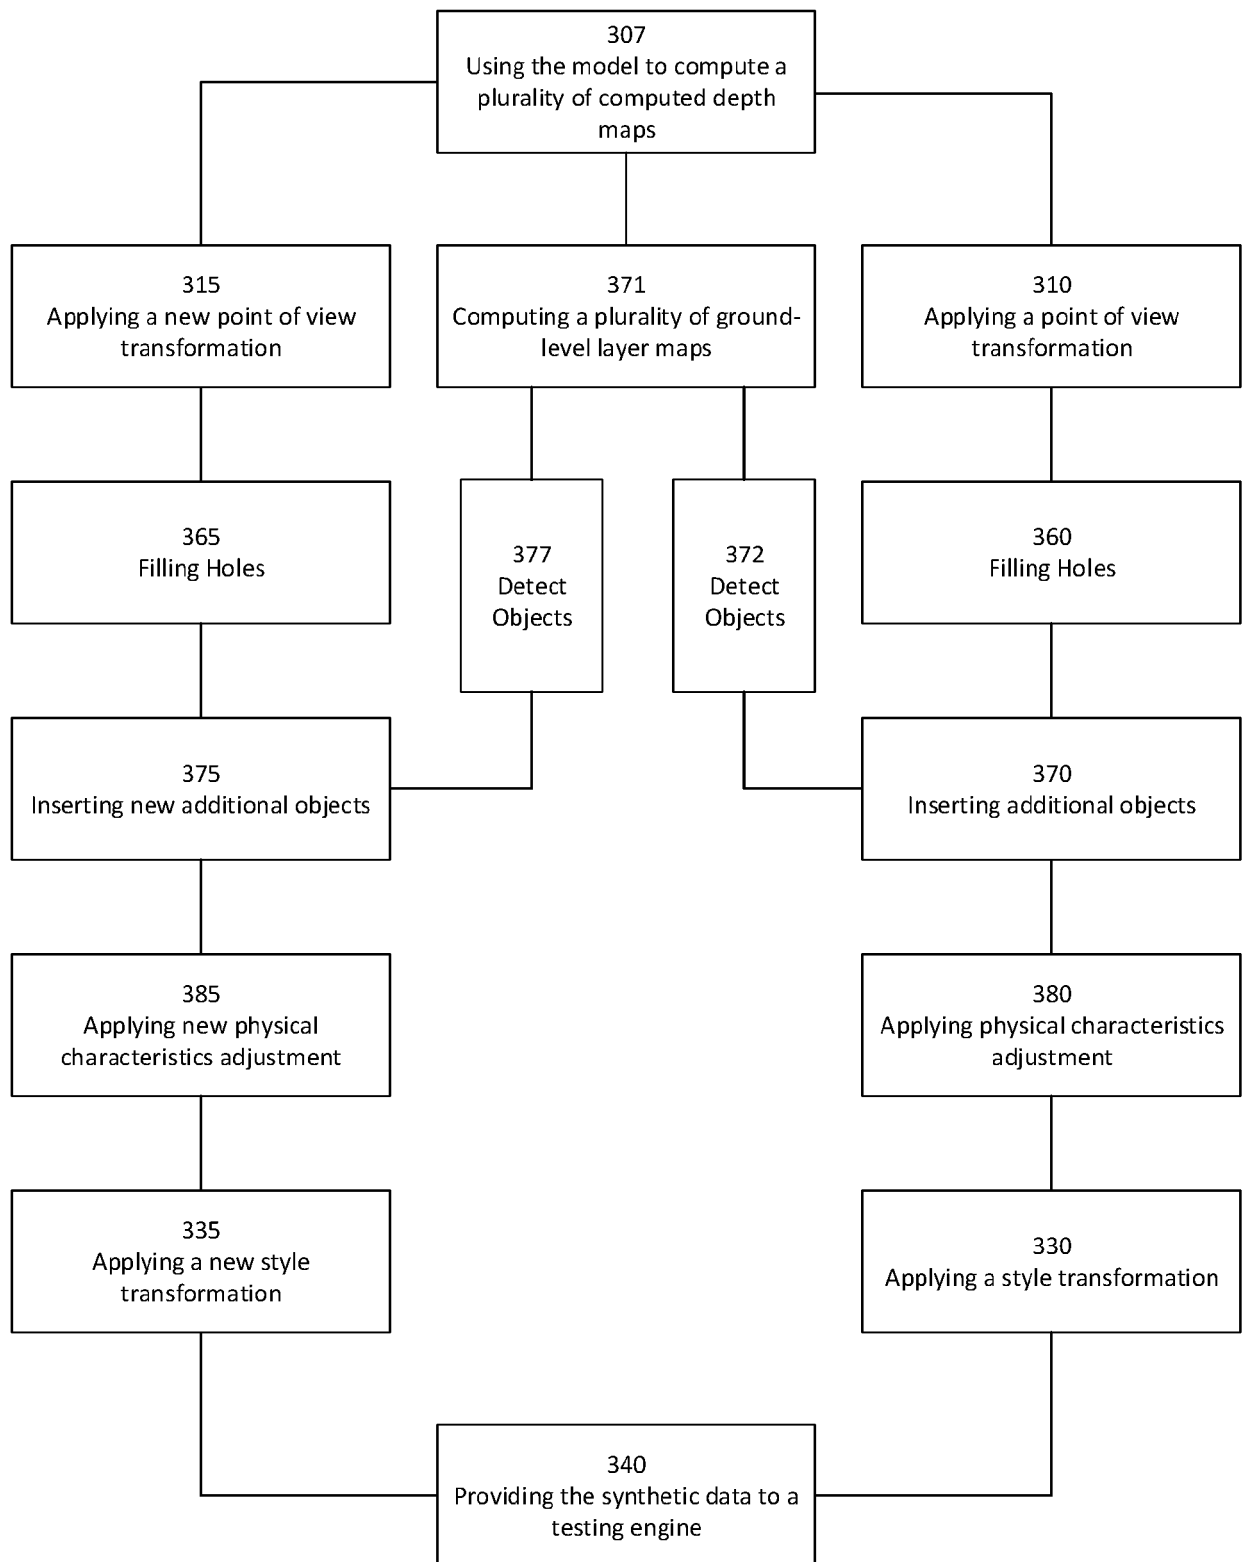 307
Using the model to compute a
plurality of computed depth
maps
315
Applying a new point of view
transformation
371
Computing a plurality of ground-
level layer maps
310
Applying a point of view
transformation
365
Filling Holes
377
Detect
Objects
372
Detect
Objects
360
Filling Holes
375
Inserting new additional objects
370
Inserting additional objects
385
Applying new physical
characteristics adjustment
380
Applying physical characteristics
adjustment
335
Applying a new style
transformation
330
Applying a style transformation
340
Providing the synthetic data to a
testing engine